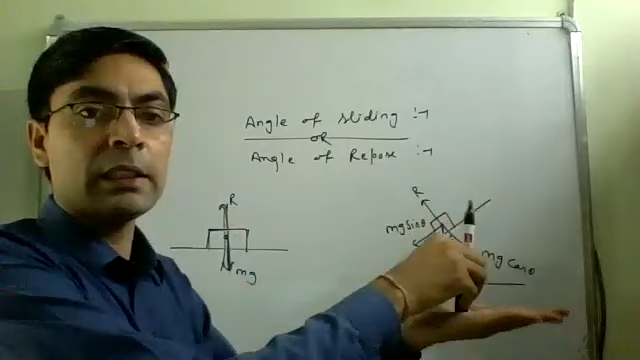 Angle of sliding :-
OR
Angle of Repose :-
R
mg
R
mg sinθ
mg cosθ